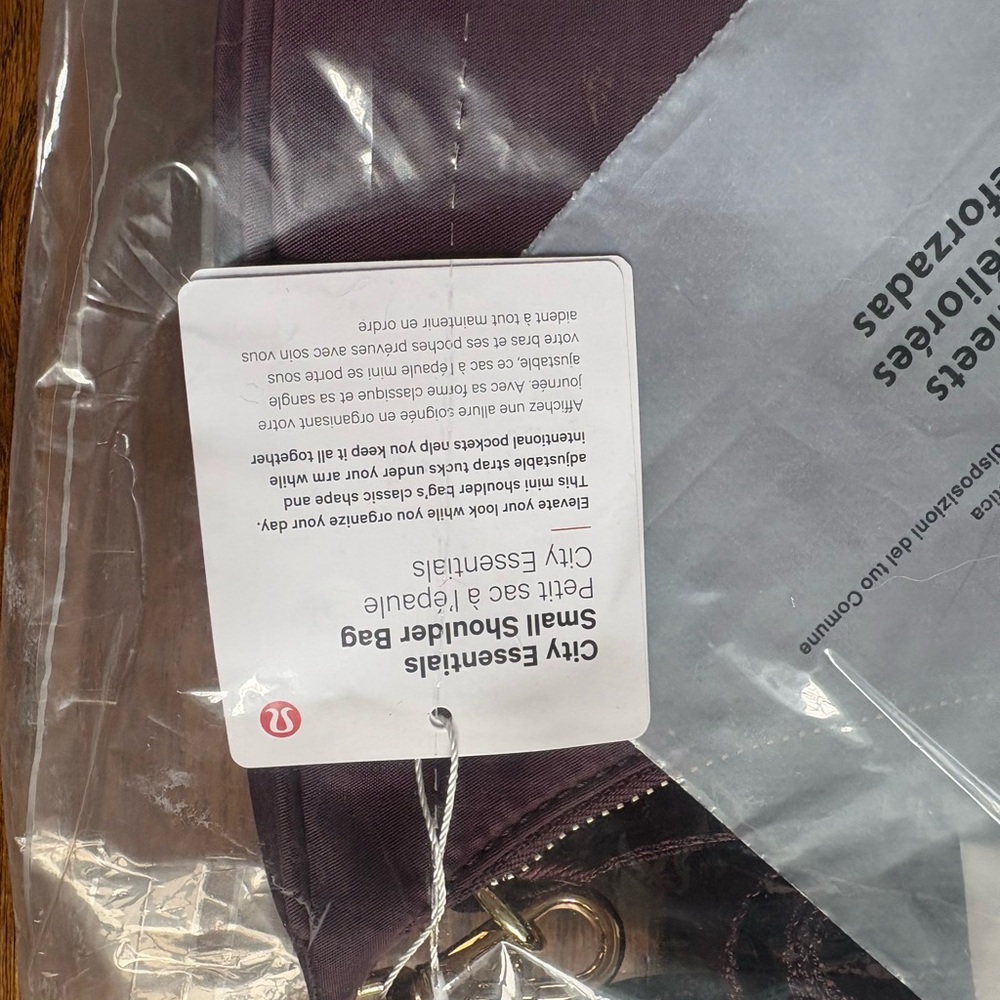 City Essentials
Small Shoulder Bag
Petit sac à l'épaule
City Essentials
Elevate your look while you organize your day.
This mini shoulder bag's classic shape and
adjustable strap tucks under your arm while
intentional pockets help you keep it all together
Affichez une allure soignée en organisant votre
journée. Avec sa forme classique et sa sangle
ajustable, ce sac à l'épaule mini se porte sous
votre bras et ses poches prévues avec soin vous
aident à tout maintenir en ordre
disposizioni del tuo Comune